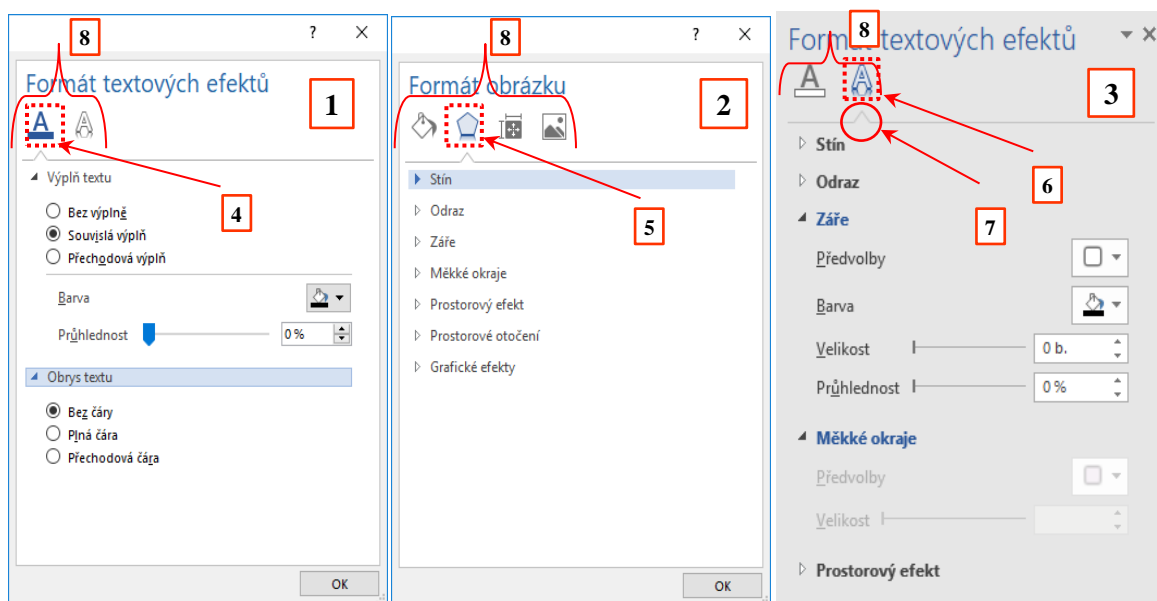 8
?
Formát textových efektů
1
A A
Výplň textu
4
Bez výplně
Souvislá výplň
Přechodová výplň
Barva
Průhlednost
0 %
Obrys textu
Bez čáry
Plná čára
Přechodová čára
OK
8
?
Formát obrázku
2
Stín
5
Odraz
Záře
Měkké okraje
Prostorový efekt
Prostorové otočení
Grafické efekty
OK
8
Formát textových efektů
A A
3
Stín
Odraz
6
Záře
7
Předvolby
Barva
Velikost
0 b.
Průhlednost
0 %
Měkké okraje
Předvolby
Velikost
Prostorový efekt